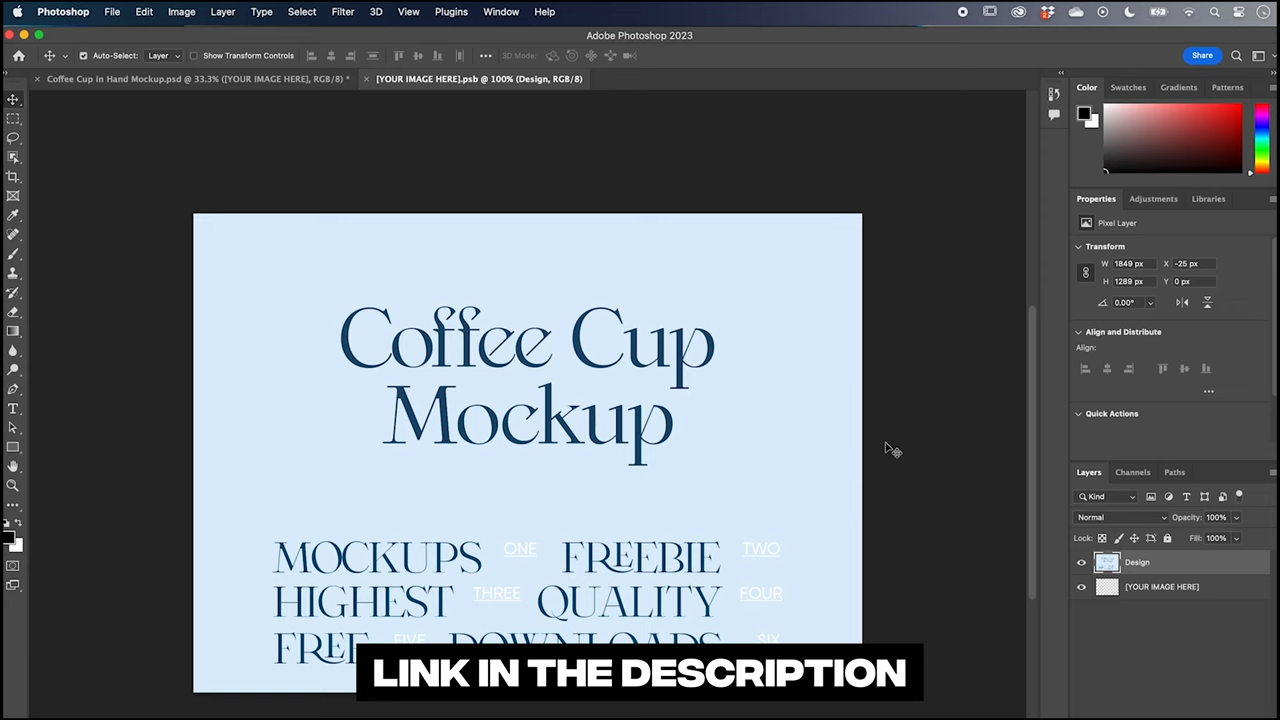 Photoshop File Edit Image Layer Type Select Filter 3D View Plugins Window Help
Adobe Photoshop 2023
Auto-Select: Layer Show Transform Controls ••• 3D Mode: Share
× Coffee Cup in Hand Mockup.psd @ 33.3% ([YOUR IMAGE HERE], RGB/8) * × [YOUR IMAGE HERE].psb @ 100% (Design, RGB/8)
Color Swatches Gradients Patterns
Properties Adjustments Libraries
Pixel Layer
Transform
W 1849 px X -25 px
H 1289 px Y 0 px
0.00°
Align and Distribute
Align:
•••
Quick Actions
Layers Channels Paths
Kind
Normal Opacity: 100%
Lock: Fill: 100%
Design
[YOUR IMAGE HERE]
Coffee Cup
Mockup
MOCKUPS ONE FREEBIE TWO
HIGHEST THREE QUALITY FOUR
FREE FIVE DOWNLOADS SIX
LINK IN THE DESCRIPTION